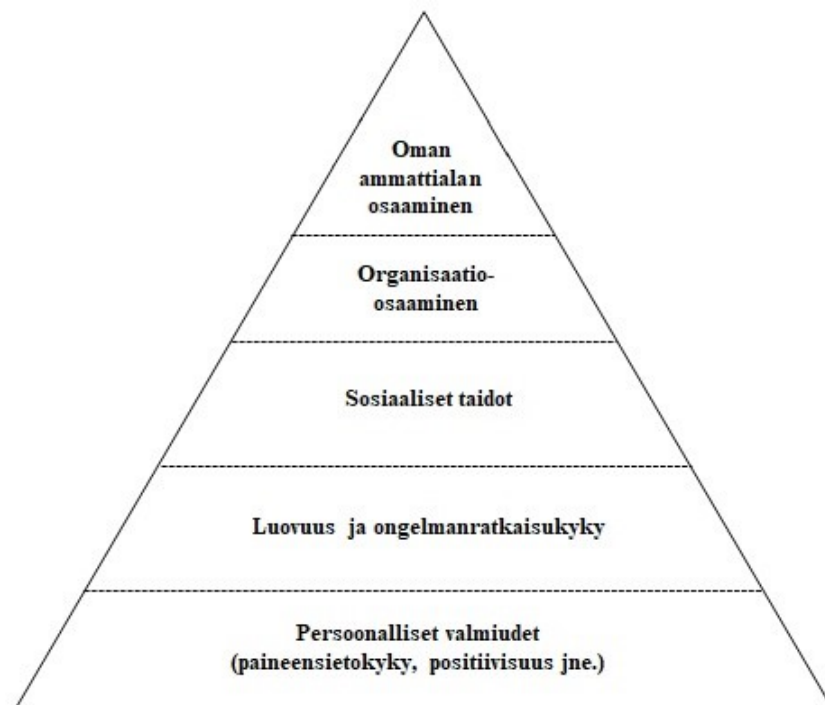 Oman
ammattialan
osaaminen
Organisaatio-
osaaminen
Sosiaaliset taidot
Luovuus ja ongelmanratkaisukyky
Persoonalliset valmiudet
(paineensietokyky, positiivisuus jne.)